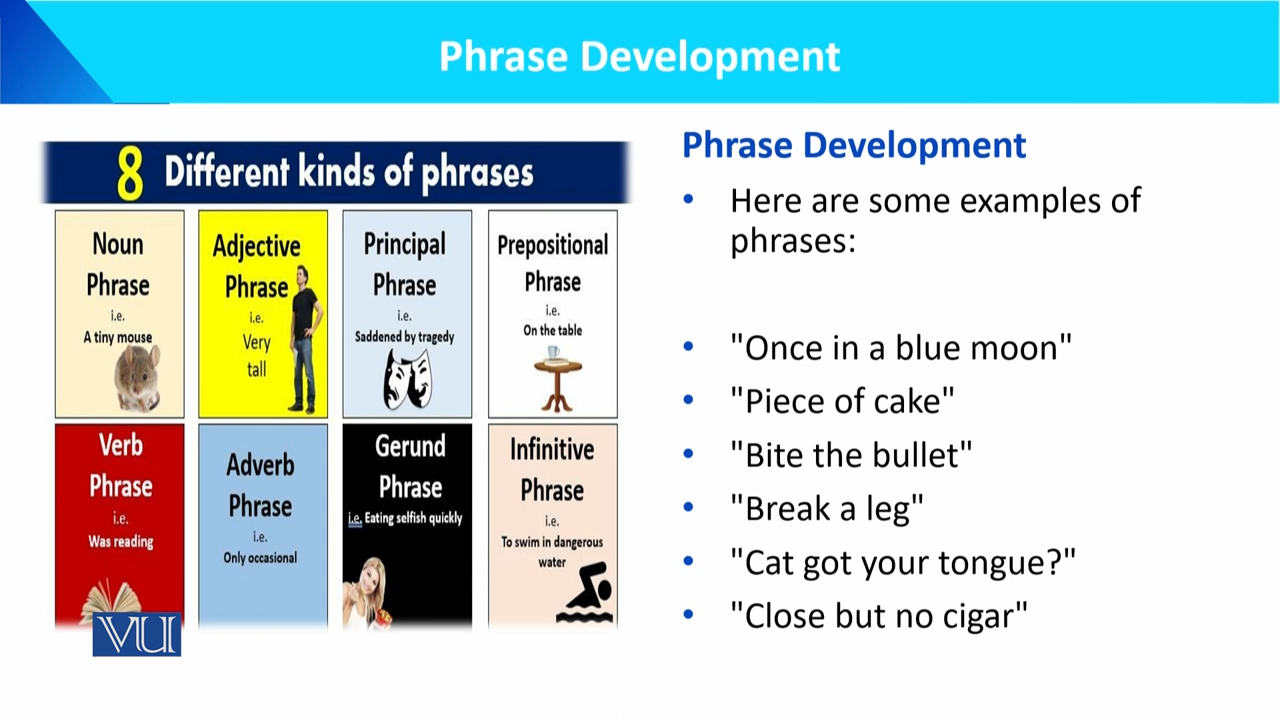 Phrase Development
8 Different kinds of phrases
Noun
Phrase
i.e.
A tiny mouse
Adjective
Phrase
i.e.
Very
tall
Principal
Phrase
i.e.
Saddened by tragedy
Prepositional
Phrase
i.e.
On the table
Verb
Phrase
i.e.
Was reading
Adverb
Phrase
i.e.
Only occasional
Gerund
Phrase
i.e. Eating selfish quickly
Infinitive
Phrase
i.e.
To swim in dangerous
water
VU
Phrase Development
• Here are some examples of
phrases:
• "Once in a blue moon"
• "Piece of cake"
• "Bite the bullet"
• "Break a leg"
• "Cat got your tongue?"
• "Close but no cigar"